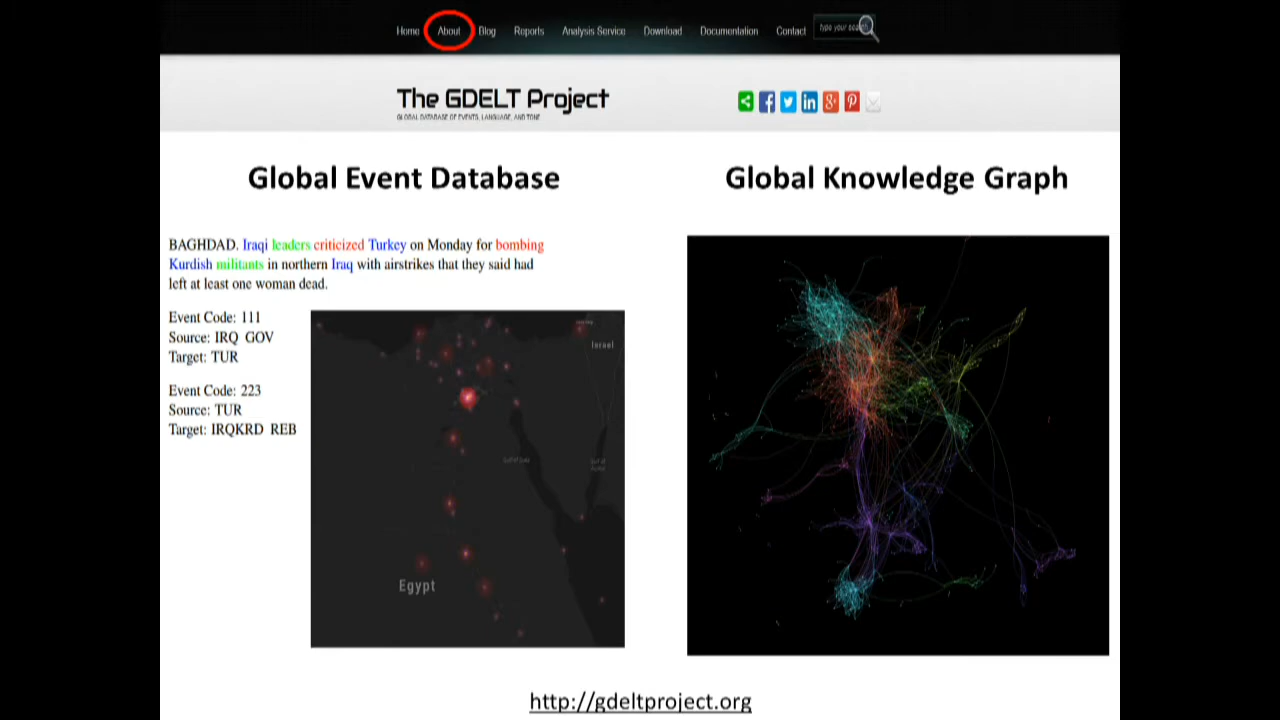 Home About Blog Reports Analysis Service Download Documentation Contact type your search
The GDELT Project
GLOBAL DATABASE OF EVENTS, LANGUAGE, AND TONE
Global Event Database
Global Knowledge Graph
BAGHDAD. Iraqi leaders criticized Turkey on Monday for bombing
Kurdish militants in northern Iraq with airstrikes that they said had
left at least one woman dead.
Event Code: 111
Source: IRQ GOV
Target: TUR
Event Code: 223
Source: TUR
Target: IRQKRD REB
Israel
Egypt
http://gdeltproject.org